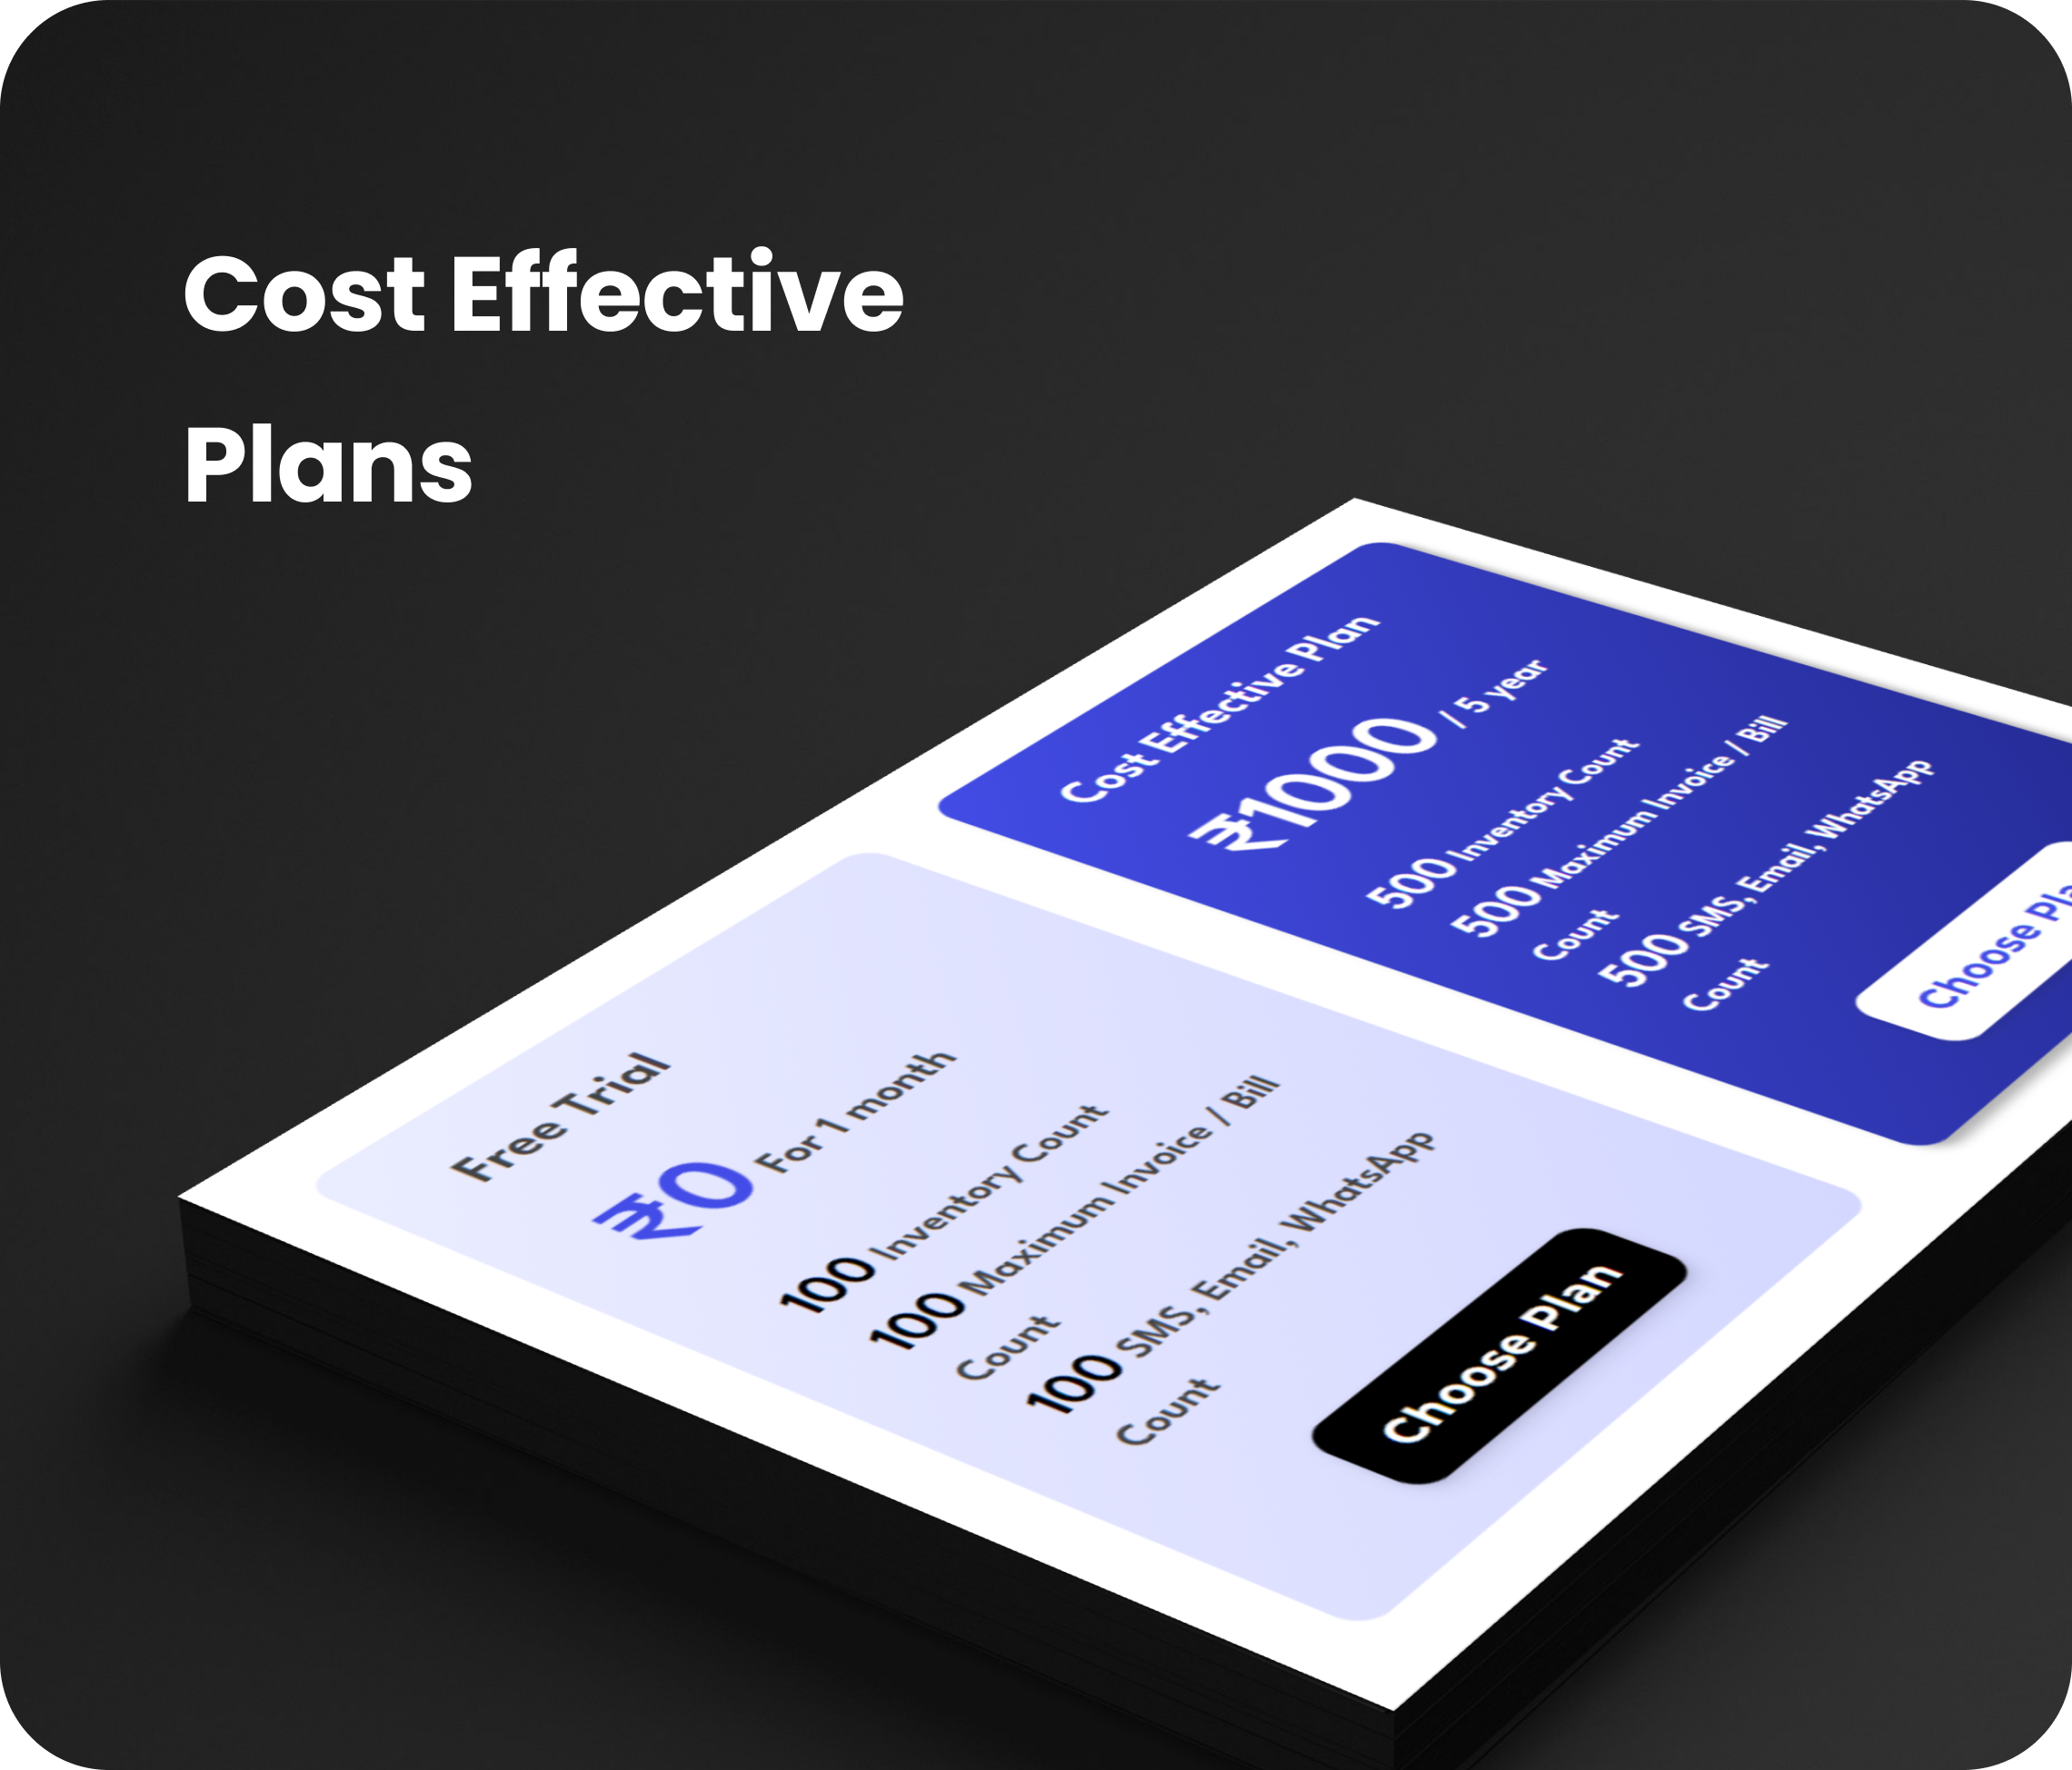 Cost Effective
Plans
Cost Effective Plan
₹1000 / 5 year
500 Inventory Count
500 Maximum Invoice / Bill
Count
500 SMS, Email, WhatsApp
Count
Choose
Free Trial
₹0 For 1 month
100 Inventory Count
100 Maximum Invoice / Bill
Count
100 SMS, Email, WhatsApp
Count
Choose Plan